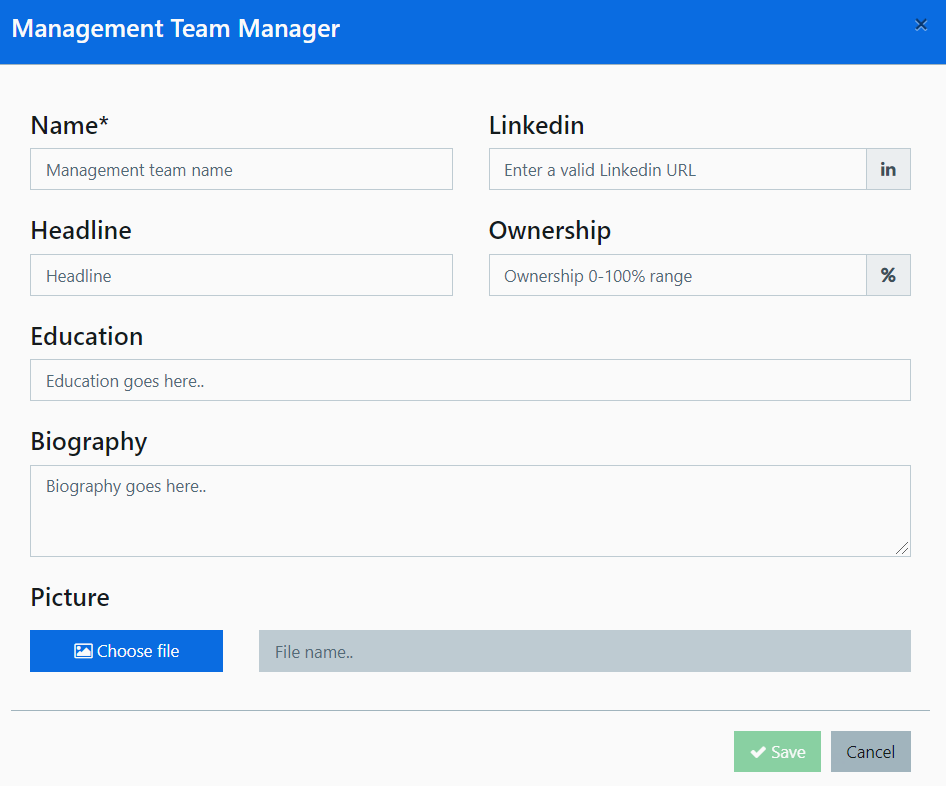 Management Team Manager ×
Name* Linkedin
Management team name Enter a valid Linkedin URL in
Headline Ownership
Headline Ownership 0-100% range %
Education
Education goes here..
Biography
Biography goes here..
Picture
Choose file File name..
Save Cancel